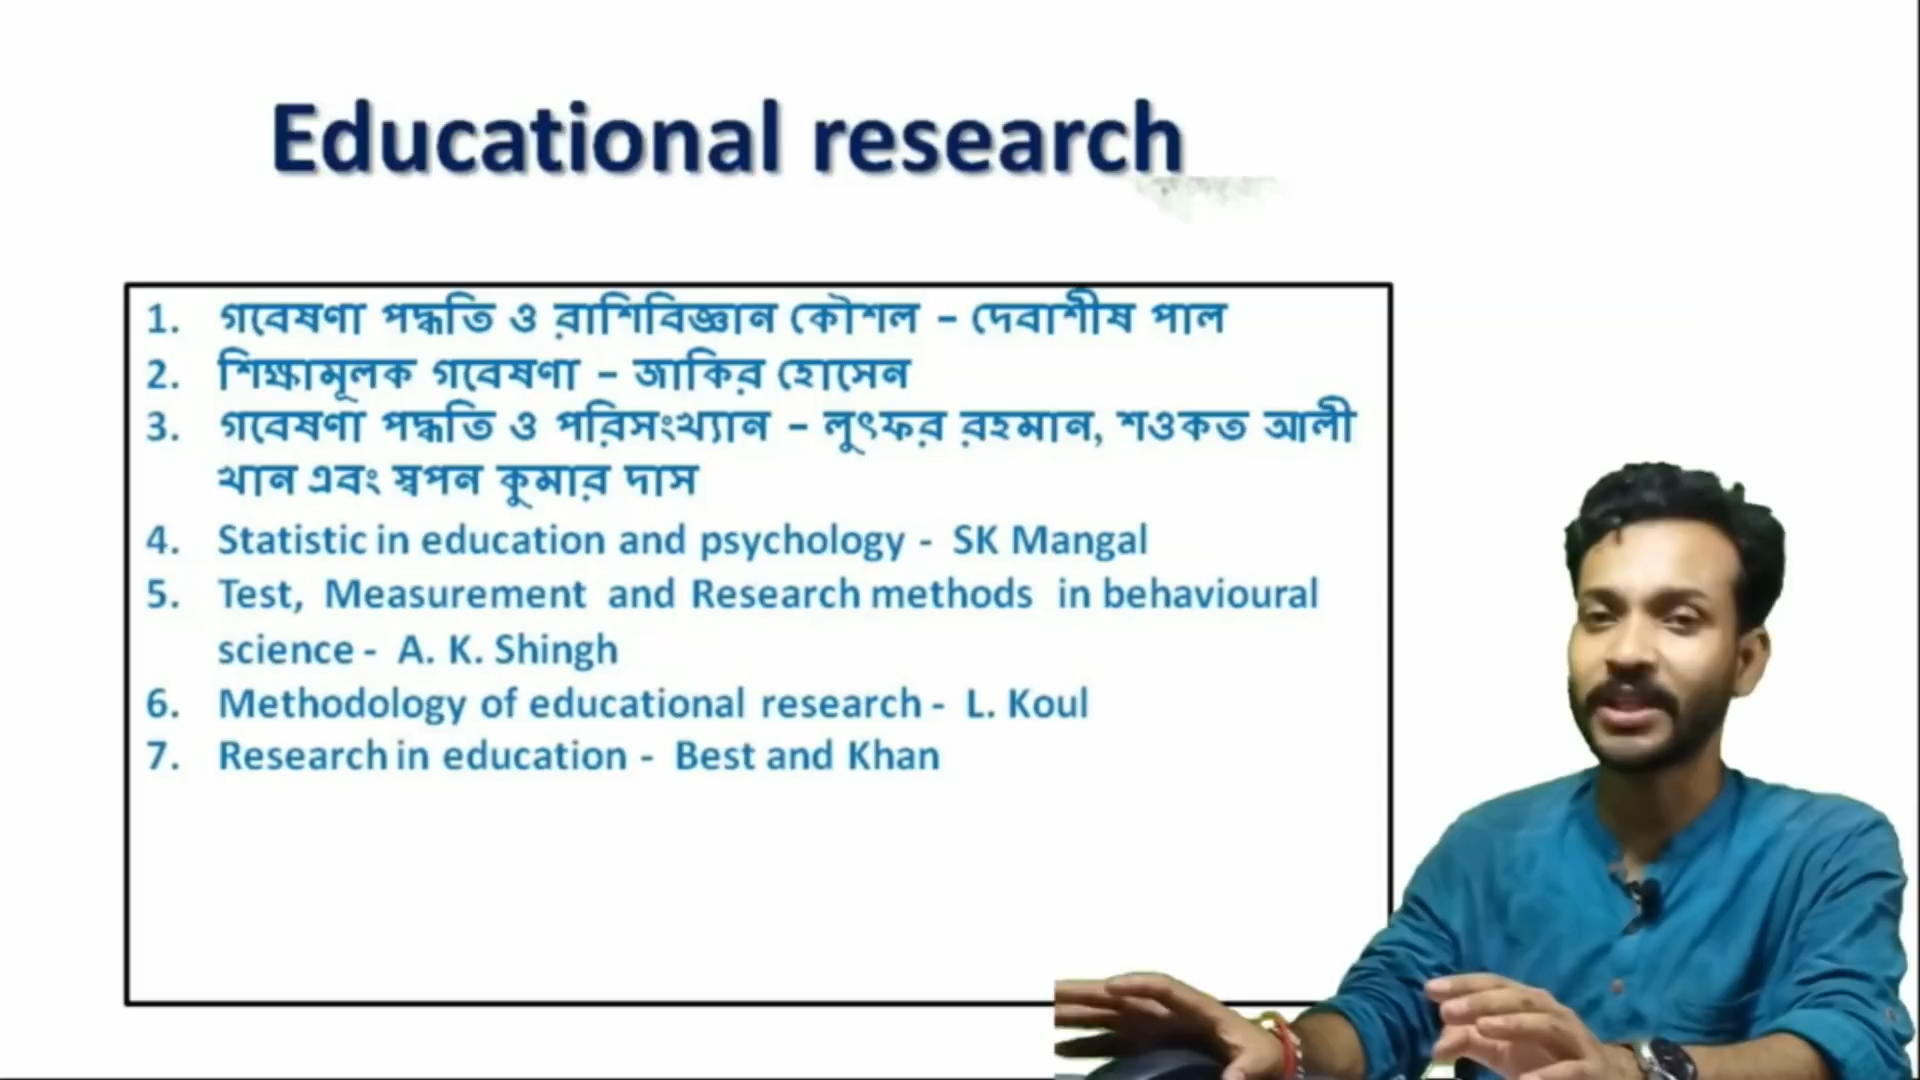 Educational research
1. গবেষণা পদ্ধতি ও রাশিবিজ্ঞান কৌশল – দেবাশীষ পাল
2. শিক্ষামূলক গবেষণা – জাকির হোসেন
3. গবেষণা পদ্ধতি ও পরিসংখ্যান – লুৎফর রহমান, শওকত আলী
খান এবং স্বপন কুমার দাস
4. Statistic in education and psychology - SK Mangal
5. Test, Measurement and Research methods in behavioural
science - A. K. Shingh
6. Methodology of educational research - L. Koul
7. Research in education - Best and Khan